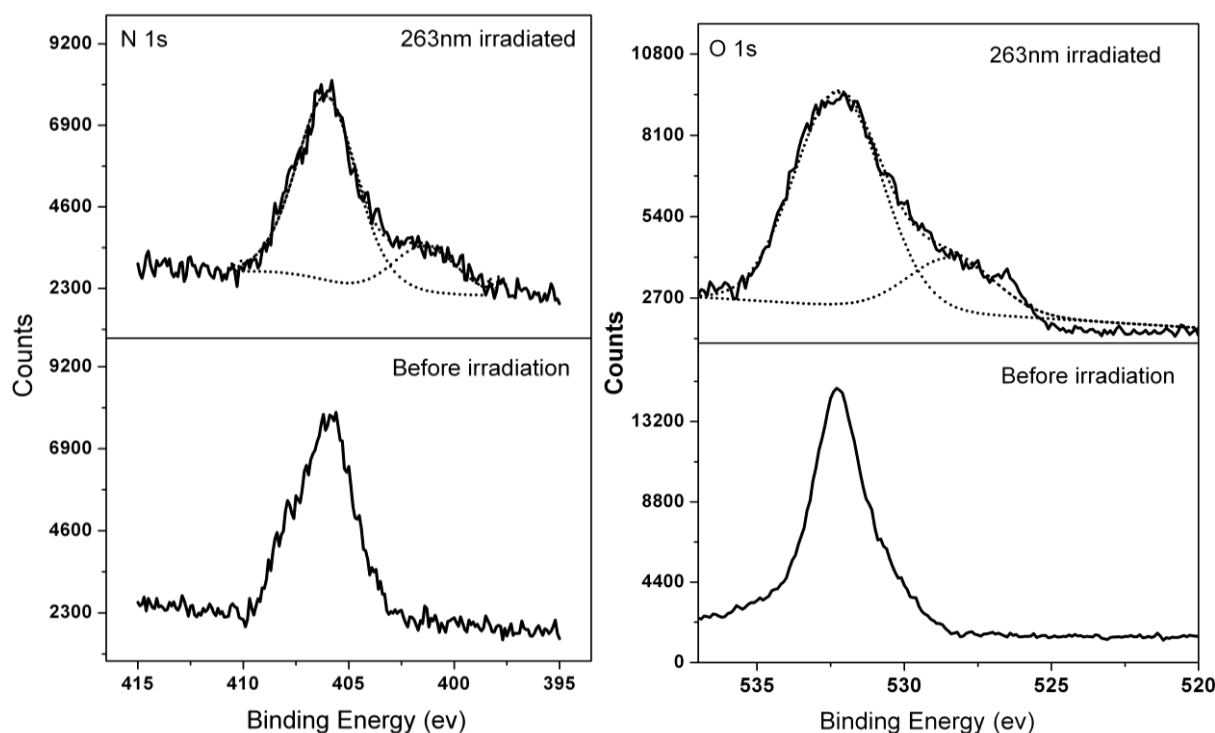 N 1s
263nm irradiated
9200
6900
4600
2300
Before irradiation
9200
6900
4600
2300
Counts
415
410
405
400
395
Binding Energy (ev)
O 1s
263nm irradiated
10800
8100
5400
2700
Before irradiation
13200
8800
4400
0
Counts
535
530
525
520
Binding Energy (ev)